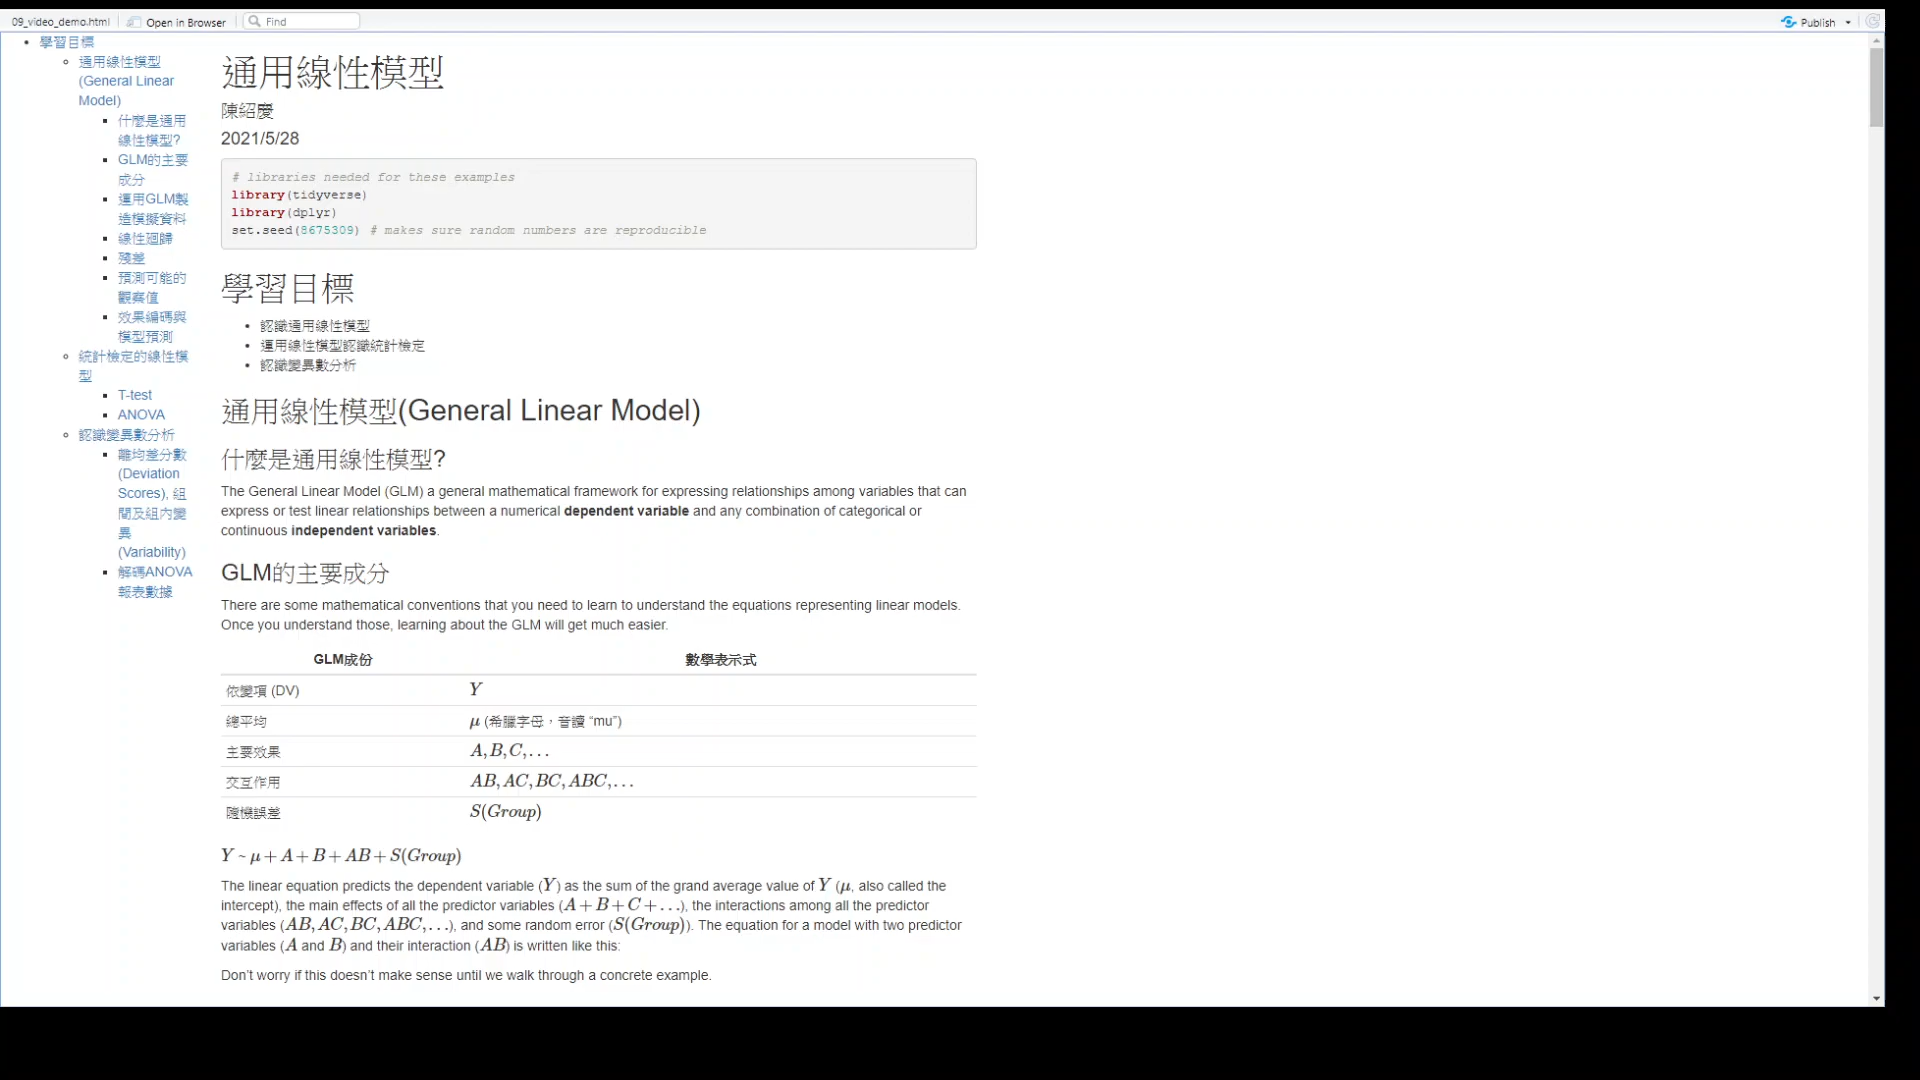 09_video_demo.html Open in Browser Find Publish
學習目標
通用線性模型
(General Linear
Model)
什麼是通用
線性模型?
GLM的主要
成分
運用GLM製
造模擬資料
線性迴歸
殘差
預測可能的
觀察值
效果編碼與
模型預測
統計檢定的線性模
型
T-test
ANOVA
認識變異數分析
離均差分數
(Deviation
Scores), 組
間及組內變
異
(Variability)
解碼ANOVA
報表數據
通用線性模型
陳紹慶
2021/5/28
# libraries needed for these examples
library(tidyverse)
library(dplyr)
set.seed(8675309) # makes sure random numbers are reproducible
學習目標
認識通用線性模型
運用線性模型認識統計檢定
認識變異數分析
通用線性模型(General Linear Model)
什麼是通用線性模型?
The General Linear Model (GLM) a general mathematical framework for expressing relationships among variables that can
express or test linear relationships between a numerical dependent variable and any combination of categorical or
continuous independent variables.
GLM的主要成分
There are some mathematical conventions that you need to learn to understand the equations representing linear models.
Once you understand those, learning about the GLM will get much easier.
GLM成份 數學表示式
依變項 (DV) Y
總平均 μ (希臘字母，音讀 “mu”)
主要效果 A, B, C, …
交互作用 AB, AC, BC, ABC, …
隨機誤差 S(Group)
Y ~ μ + A + B + AB + S(Group)
The linear equation predicts the dependent variable (Y) as the sum of the grand average value of Y (μ, also called the
intercept), the main effects of all the predictor variables (A + B + C + …), the interactions among all the predictor
variables (AB, AC, BC, ABC, …), and some random error (S(Group)). The equation for a model with two predictor
variables (A and B) and their interaction (AB) is written like this:
Don’t worry if this doesn’t make sense until we walk through a concrete example.